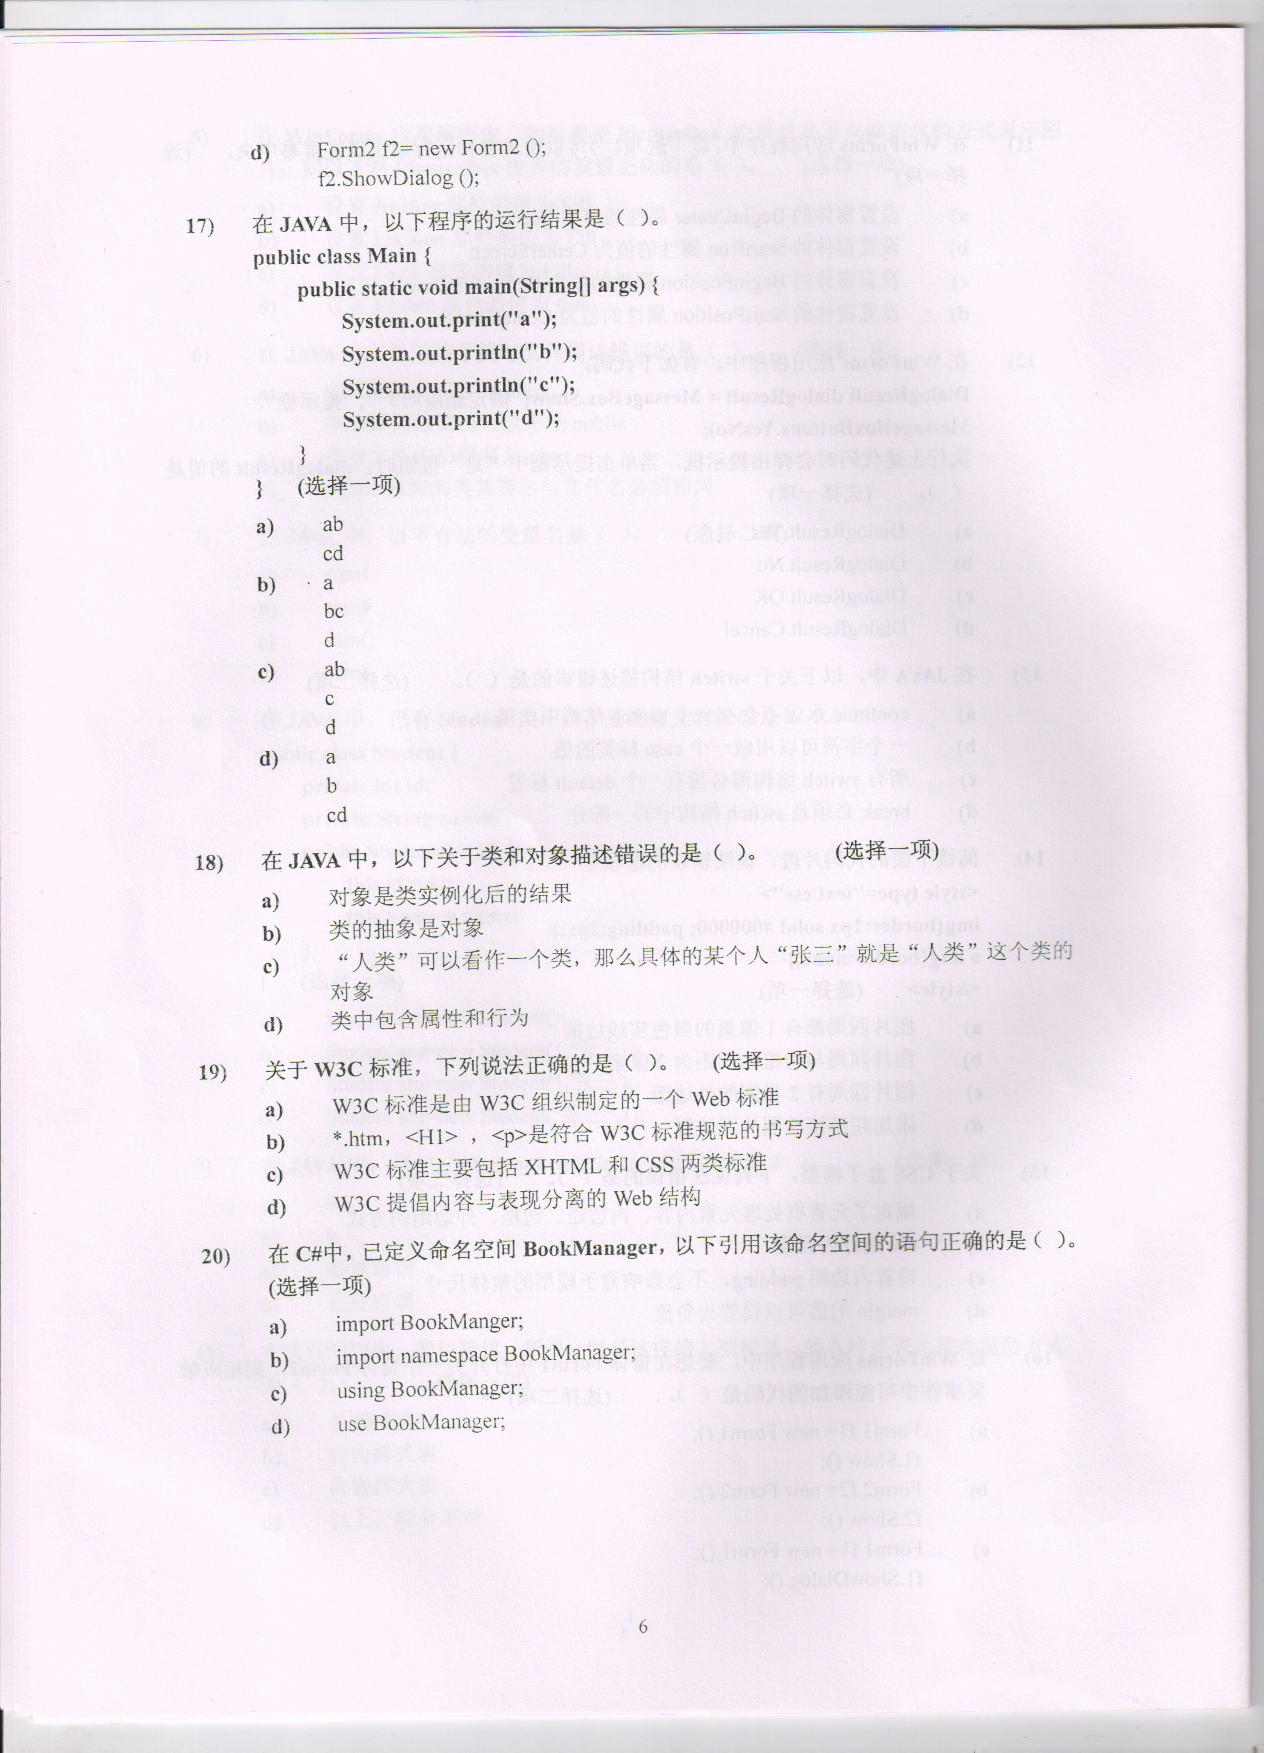 d) Form2 f2= new Form2 ();
f2.ShowDialog ();
17) 在 JAVA 中，以下程序的运行结果是（ ）。
public class Main {
public static void main(String[] args) {
System.out.print("a");
System.out.println("b");
System.out.println("c");
System.out.print("d");
}
} (选择一项)
a) ab
cd
b) a
bc
d
c) ab
c
d
d) a
b
cd
18) 在 JAVA 中，以下关于类和对象描述错误的是（ ）。 (选择一项)
a) 对象是类实例化后的结果
b) 类的抽象是对象
c) “人类”可以看作一个类，那么具体的某个人“张三”就是“人类”这个类的
对象
d) 类中包含属性和行为
19) 关于 W3C 标准，下列说法正确的是（ ）。 (选择一项)
a) W3C 标准是由 W3C 组织制定的一个 Web 标准
b) *.htm，<H1> ，<p>是符合 W3C 标准规范的书写方式
c) W3C 标准主要包括 XHTML 和 CSS 两类标准
d) W3C 提倡内容与表现分离的 Web 结构
20) 在 C#中，已定义命名空间 BookManager，以下引用该命名空间的语句正确的是（ ）。
(选择一项)
a) import BookManger;
b) import namespace BookManager;
c) using BookManager;
d) use BookManager;
6